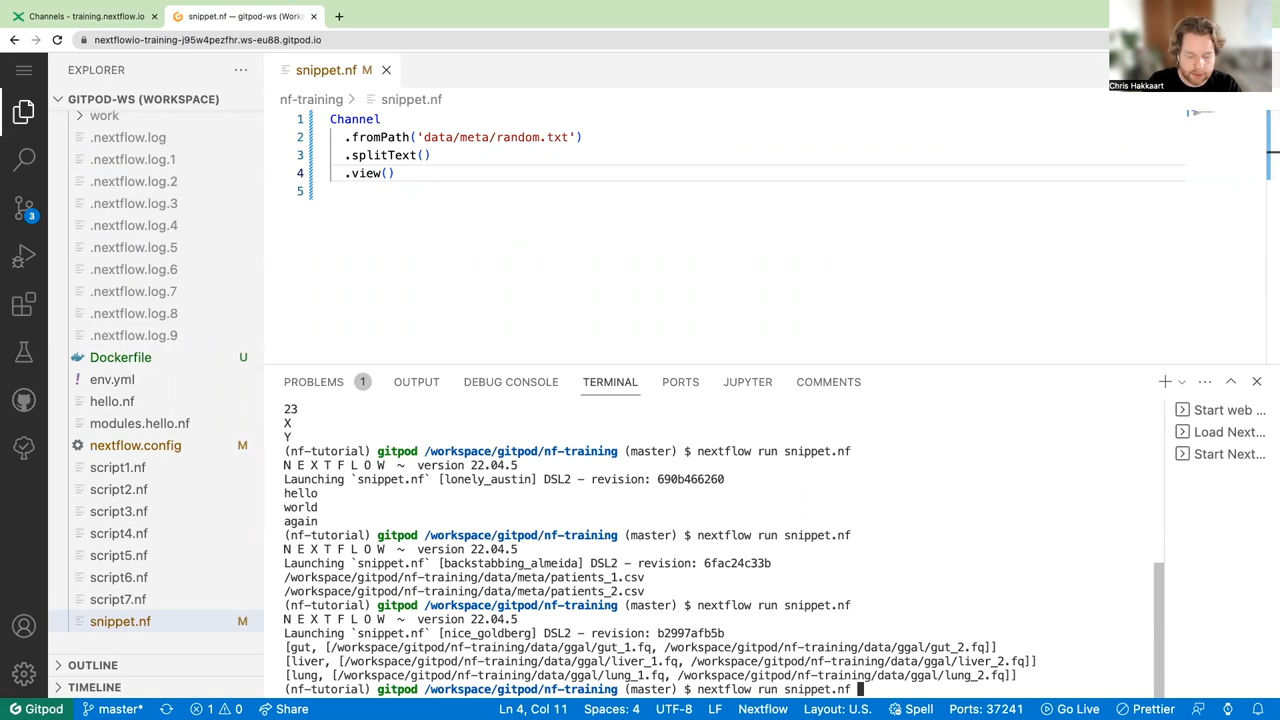 Channels - training.nextflow.io
snippet.nf — gitpod-ws (Works
nextflowio-training-j95w4pezfhr.ws-eu88.gitpod.io
Chris Hakkaart
EXPLORER
GITPOD-WS (WORKSPACE)
work
.nextflow.log
.nextflow.log.1
.nextflow.log.2
.nextflow.log.3
.nextflow.log.4
.nextflow.log.5
.nextflow.log.6
.nextflow.log.7
.nextflow.log.8
.nextflow.log.9
Dockerfile U
env.yml
hello.nf
modules.hello.nf
nextflow.config M
script1.nf
script2.nf
script3.nf
script4.nf
script5.nf
script6.nf
script7.nf
snippet.nf M
OUTLINE
TIMELINE
3
snippet.nf M
nf-training > snippet.nf
1 Channel
2 .fromPath('data/meta/random.txt')
3 .splitText()
4 .view()
5
PROBLEMS 1 OUTPUT DEBUG CONSOLE TERMINAL PORTS JUPYTER COMMENTS
23
X
Y
(nf-tutorial) gitpod /workspace/gitpod/nf-training (master) $ nextflow run snippet.nf
N E X T F L O W ~ version 22.04.5
Launching `snippet.nf` [lonely_austin] DSL2 - revision: 690b466260
hello
world
again
(nf-tutorial) gitpod /workspace/gitpod/nf-training (master) $ nextflow run snippet.nf
N E X T F L O W ~ version 22.04.5
Launching `snippet.nf` [backstabbing_almeida] DSL2 - revision: 6fac24c33b
/workspace/gitpod/nf-training/data/meta/patients_1.csv
/workspace/gitpod/nf-training/data/meta/patients_2.csv
(nf-tutorial) gitpod /workspace/gitpod/nf-training (master) $ nextflow run snippet.nf
N E X T F L O W ~ version 22.04.5
Launching `snippet.nf` [nice_goldberg] DSL2 - revision: b2997afb5b
[gut, [/workspace/gitpod/nf-training/data/ggal/gut_1.fq, /workspace/gitpod/nf-training/data/ggal/gut_2.fq]]
[liver, [/workspace/gitpod/nf-training/data/ggal/liver_1.fq, /workspace/gitpod/nf-training/data/ggal/liver_2.fq]]
[lung, [/workspace/gitpod/nf-training/data/ggal/lung_1.fq, /workspace/gitpod/nf-training/data/ggal/lung_2.fq]]
(nf-tutorial) gitpod /workspace/gitpod/nf-training (master) $ nextflow run snippet.nf
Start web ...
Load Next...
Start Next...
Gitpod master* 1 0 Share Ln 4, Col 11 Spaces: 4 UTF-8 LF Nextflow Layout: U.S. Spell Ports: 37241 Go Live Prettier